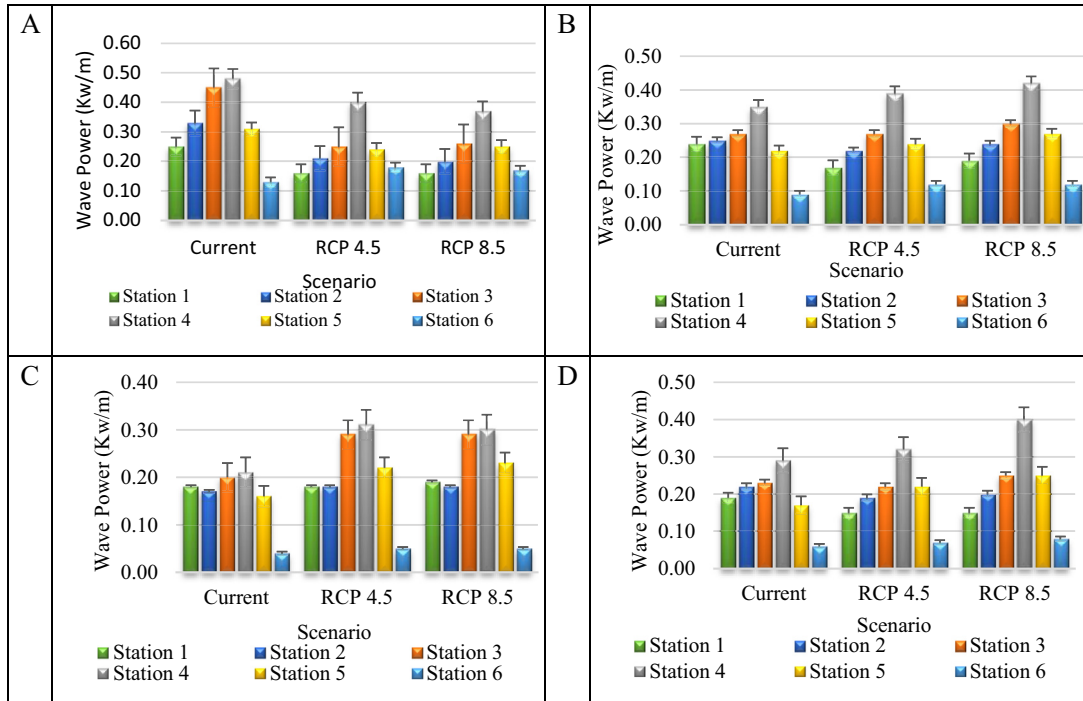 A
Wave Power (Kw/m)
0.60
0.50
0.40
0.30
0.20
0.10
0.00
Current RCP 4.5 RCP 8.5
Scenario
Station 1 Station 2 Station 3
Station 4 Station 5 Station 6
B
Wave Power (Kw/m)
0.50
0.40
0.30
0.20
0.10
0.00
Current RCP 4.5 RCP 8.5
Scenario
Station 1 Station 2 Station 3
Station 4 Station 5 Station 6
C
Wave Power (Kw/m)
0.40
0.30
0.20
0.10
0.00
Current RCP 4.5 RCP 8.5
Scenario
Station 1 Station 2 Station 3
Station 4 Station 5 Station 6
D
Wave Power (Kw/m)
0.50
0.40
0.30
0.20
0.10
0.00
Current RCP 4.5 RCP 8.5
Scenario
Station 1 Station 2 Station 3
Station 4 Station 5 Station 6